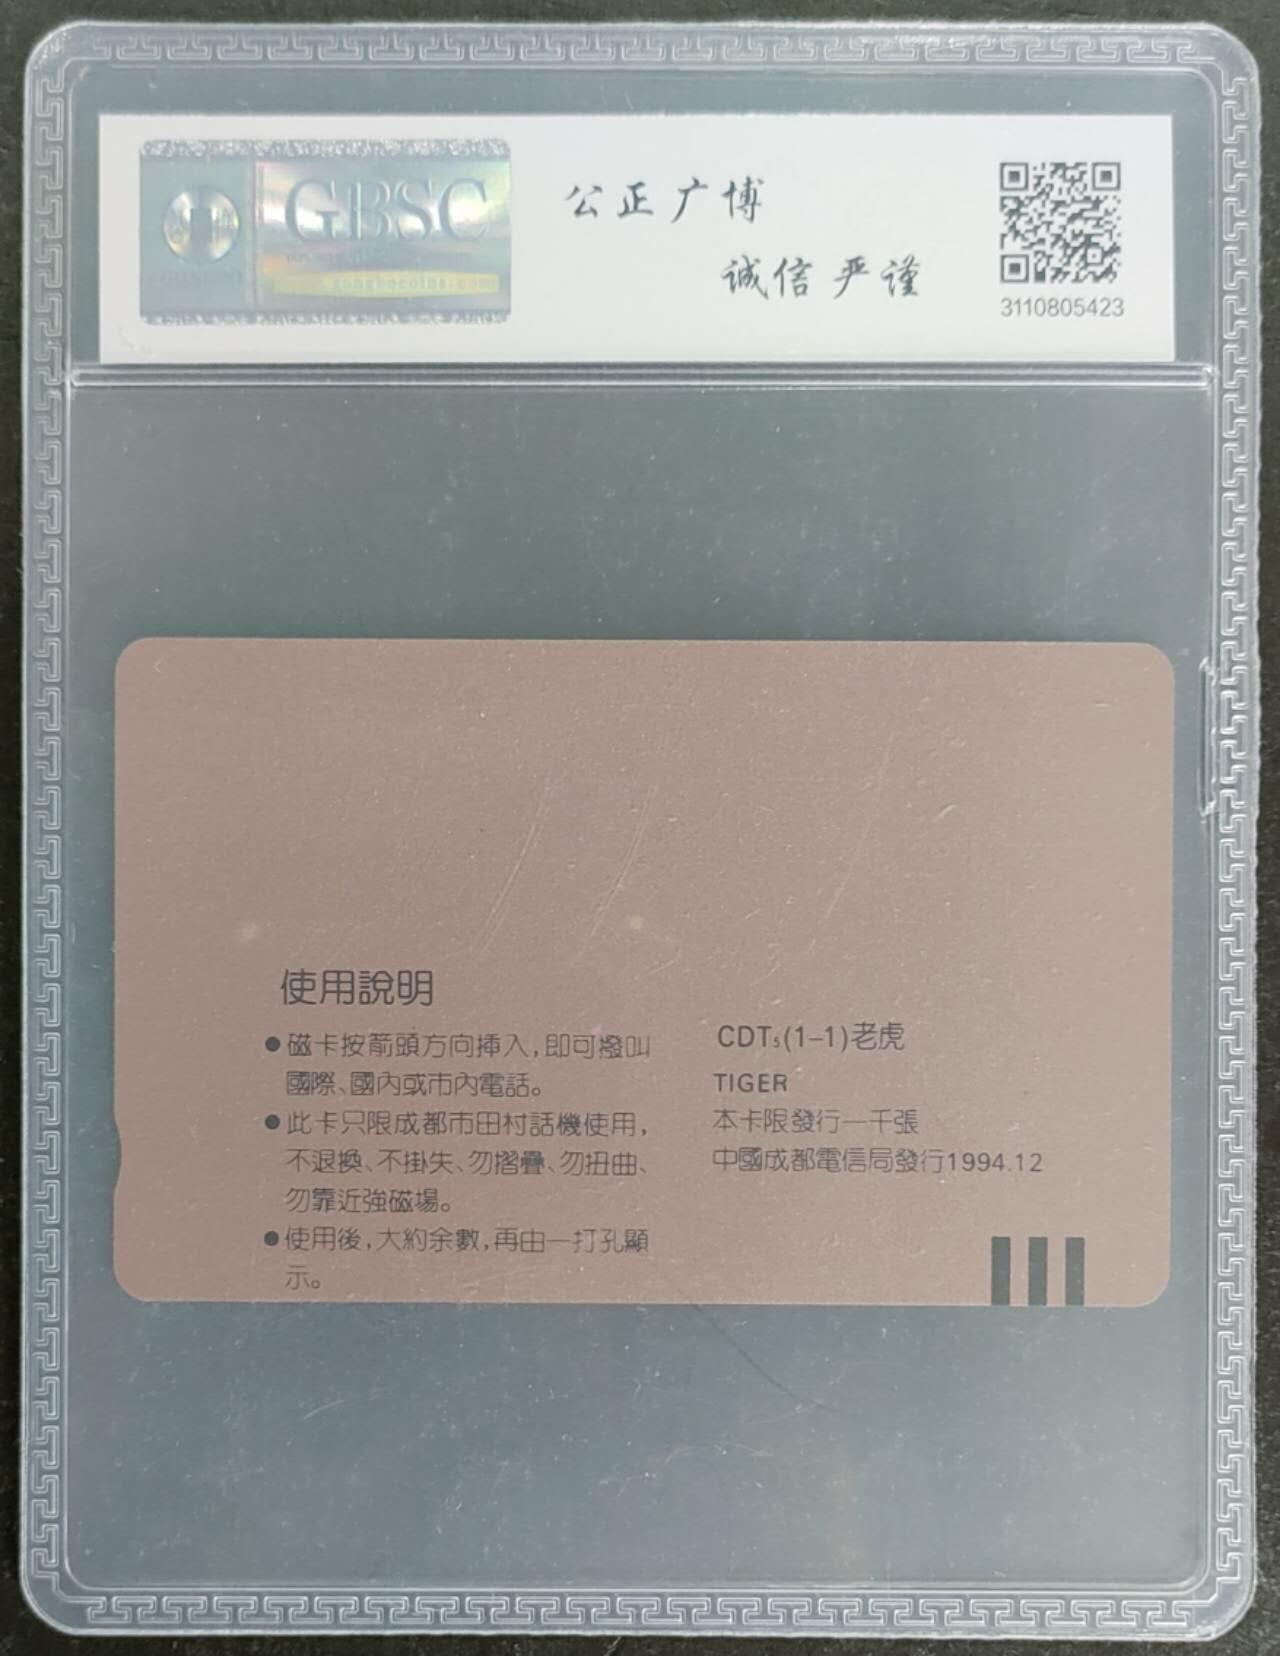 GBSC
公正广博
诚信严谨
3110805423
使用說明
●磁卡按箭頭方向挿入,即可撥叫
國際、國内或市内電話。
●此卡只限成都市田村話機使用,
不退換、不掛失、勿摺疊、勿扭曲、
勿靠近強磁場。
●使用後,大約余數,再由一打孔顯
示。
CDT₅(1-1)老虎
TIGER
本卡限發行一千張
中國成都電信局發行1994.12